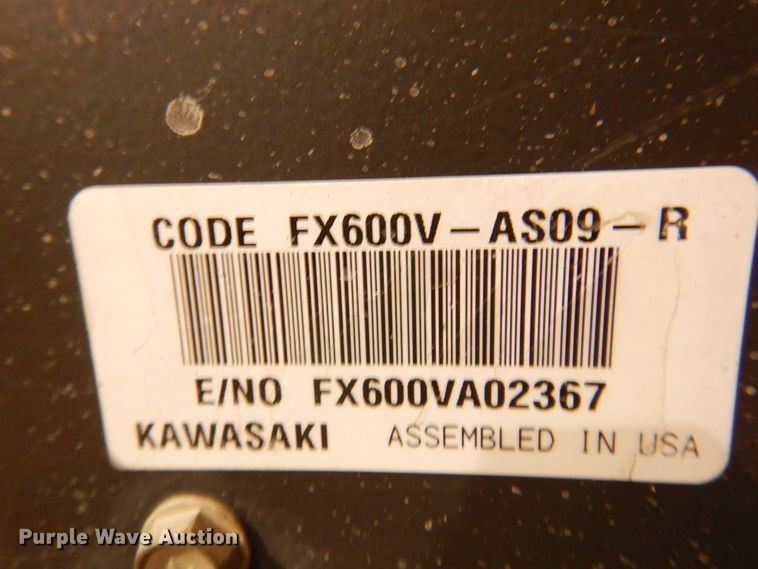 CODE FX600V-AS09-R
E/NO FX600VA02367
KAWASAKI ASSEMBLED IN USA
Purple Wave Auction